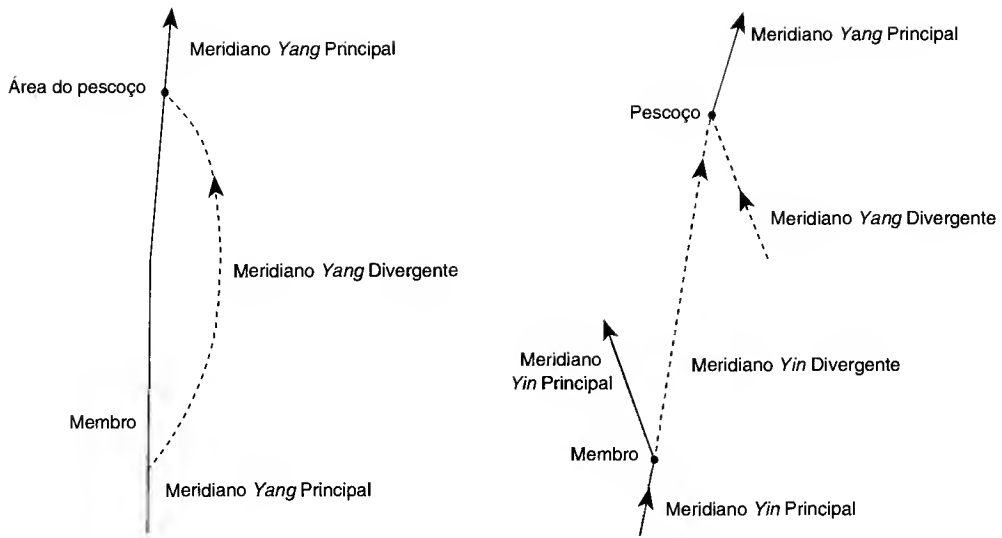 Meridiano Yang Principal
Área do pescoço
Meridiano Yang Divergente
Membro
Meridiano Yang Principal
Meridiano Yang Principal
Pescoço
Meridiano Yang Divergente
Meridiano
Yin Principal
Meridiano Yin Divergente
Membro
Meridiano Yin Principal